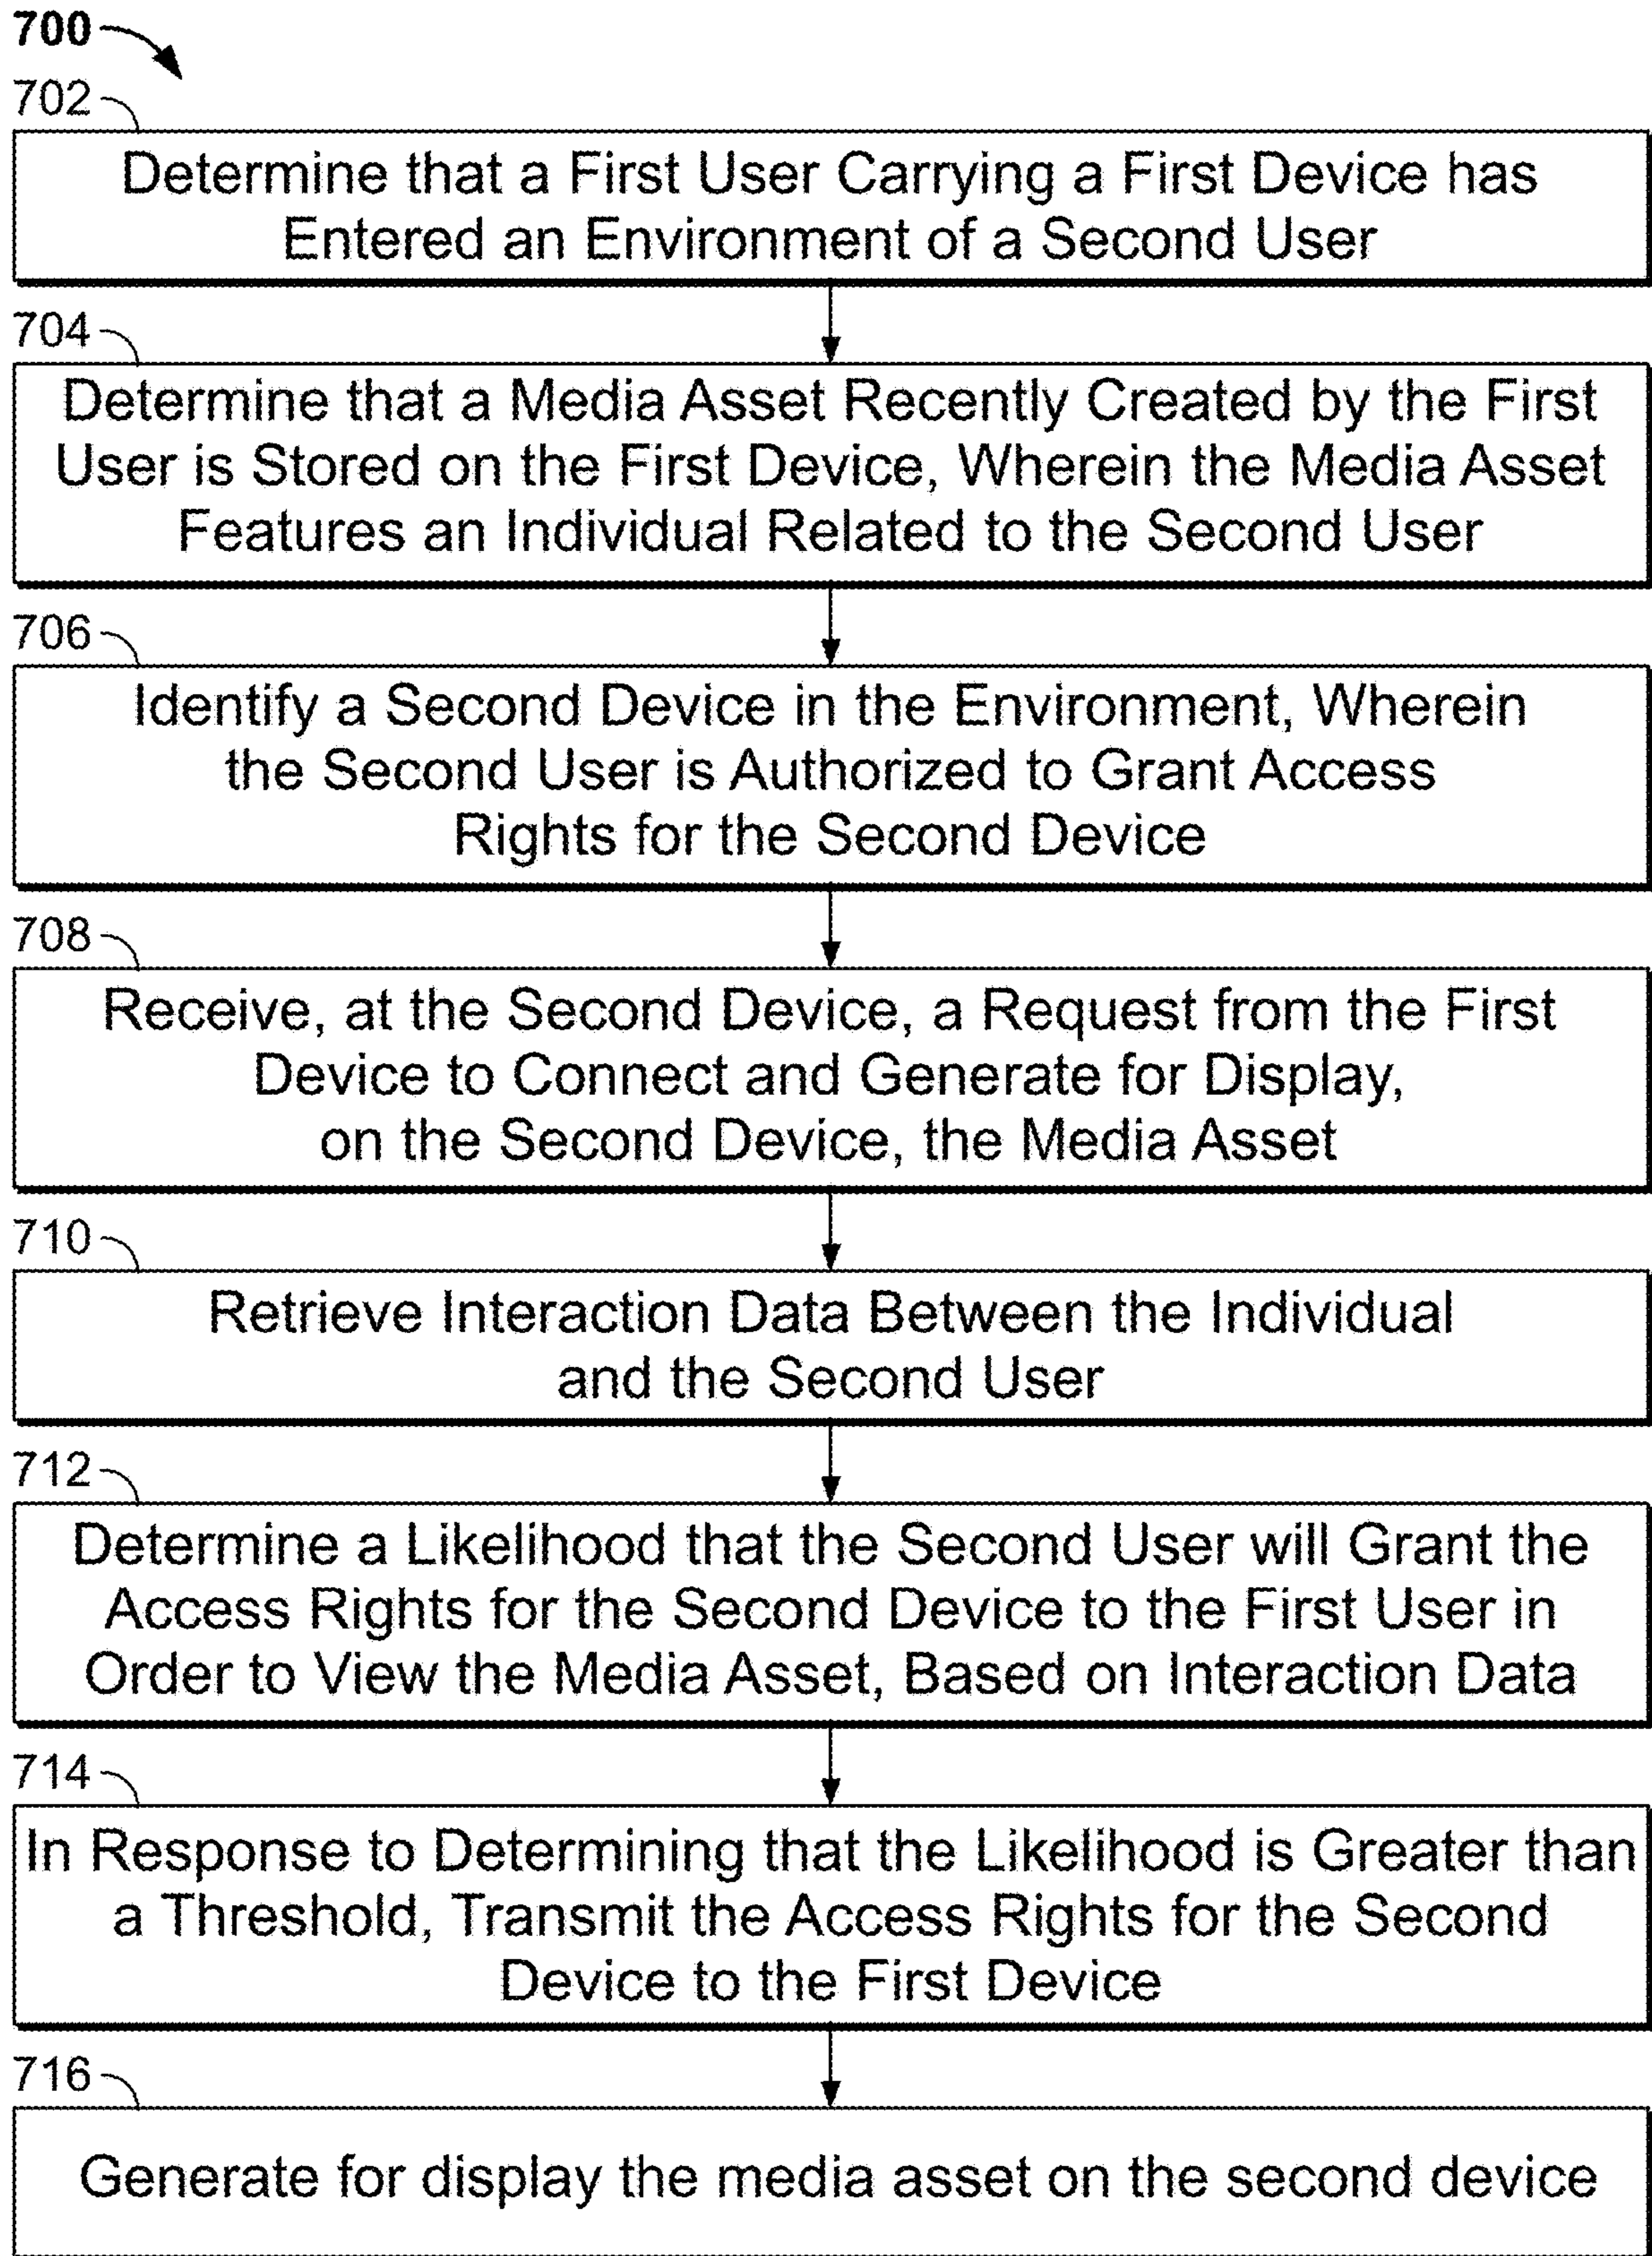 700
702
Determine that a First User Carrying a First Device has
Entered an Environment of a Second User
704
Determine that a Media Asset Recently Created by the First
User is Stored on the First Device, Wherein the Media Asset
Features an Individual Related to the Second User
706
Identify a Second Device in the Environment, Wherein
the Second User is Authorized to Grant Access
Rights for the Second Device
708
Receive, at the Second Device, a Request from the First
Device to Connect and Generate for Display,
on the Second Device, the Media Asset
710
Retrieve Interaction Data Between the Individual
and the Second User
712
Determine a Likelihood that the Second User will Grant the
Access Rights for the Second Device to the First User in
Order to View the Media Asset, Based on Interaction Data
714
In Response to Determining that the Likelihood is Greater than
a Threshold, Transmit the Access Rights for the Second
Device to the First Device
716
Generate for display the media asset on the second device